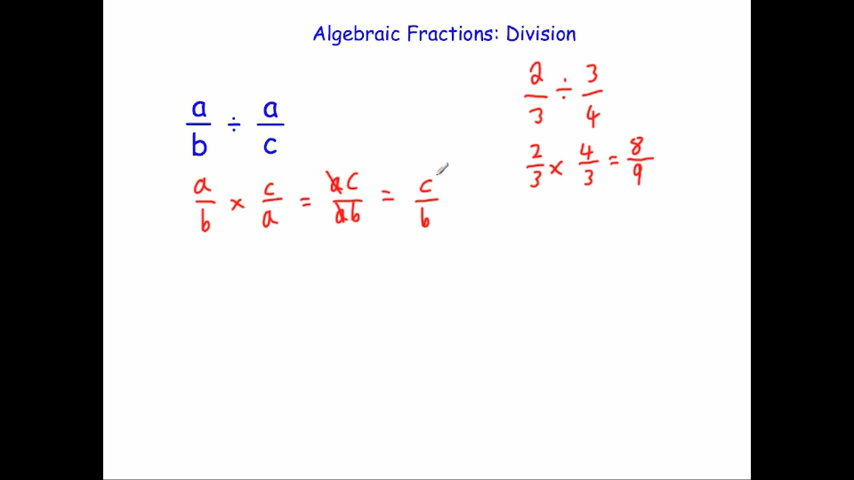 Algebraic Fractions: Division
a/b ÷ a/c
a/b × c/a = ac/ab = c/b
2/3 ÷ 3/4
2/3 × 4/3 = 8/9